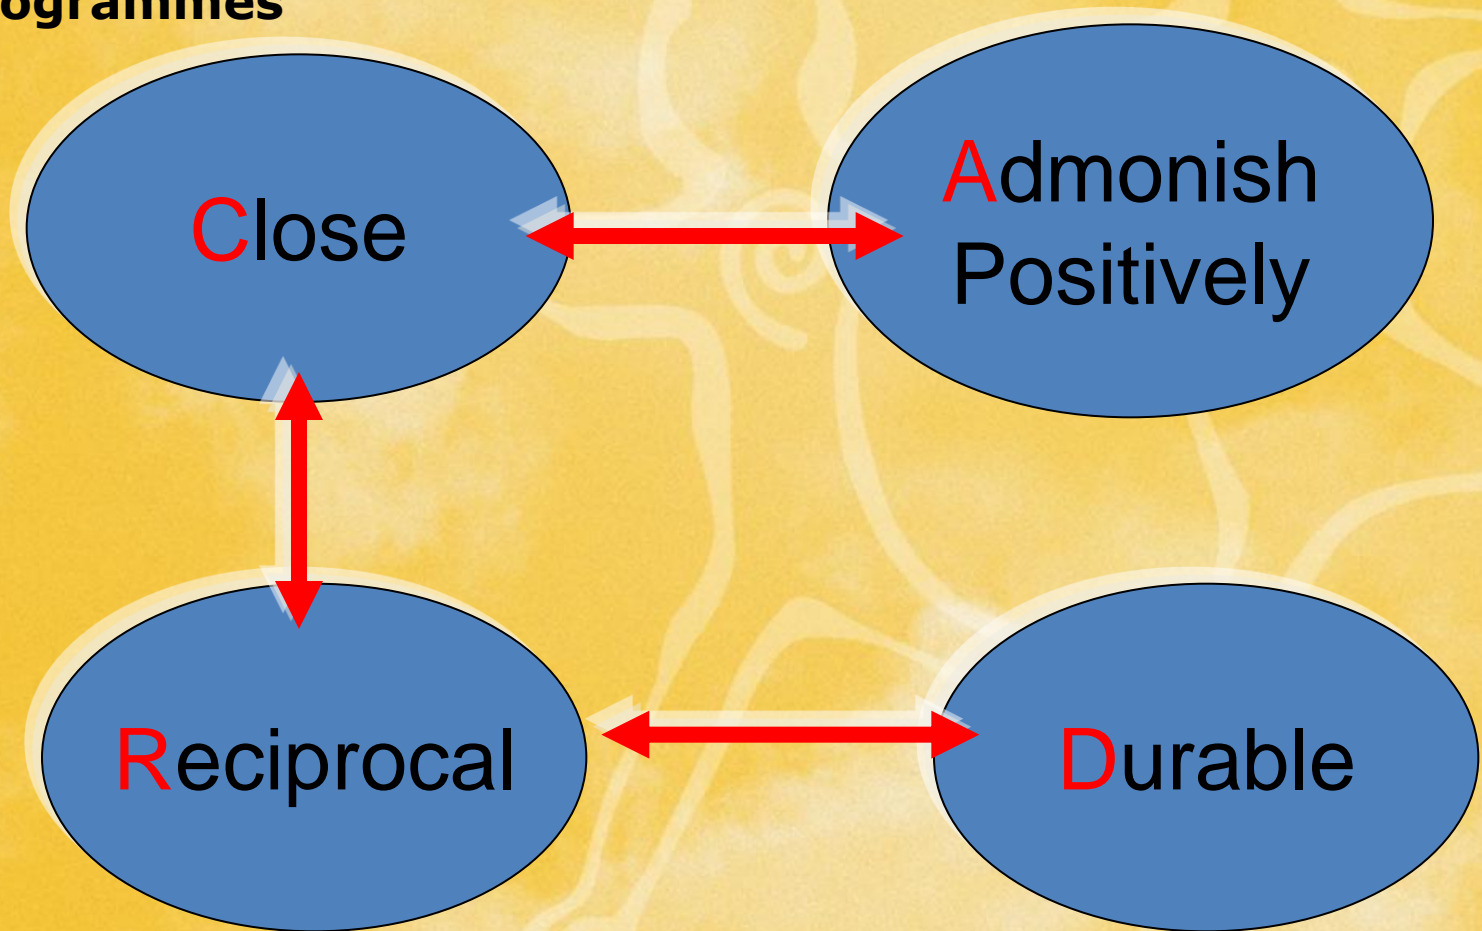 ogrammes
Close
Admonish
Positively
Reciprocal
Durable